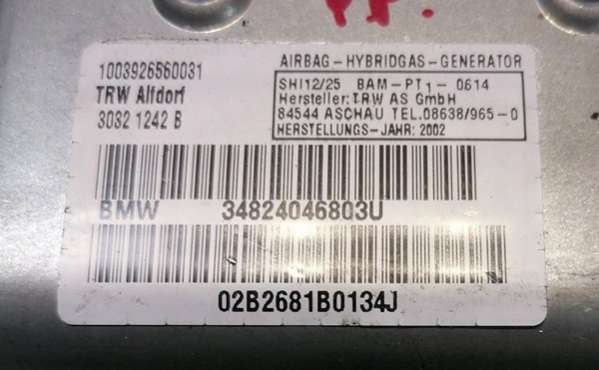 1003926560031
TRW Alfdorf
3032 1242 B
AIRBAG-HYBRIDGAS-GENERATOR
SHI12/25 BAM-PT1-0614
Hersteller: TRW AS GmbH
84544 ASCHAU TEL.08638/965-0
HERSTELLUNGS-JAHR: 2002
BMW 34824046803U
02B2681B0134J